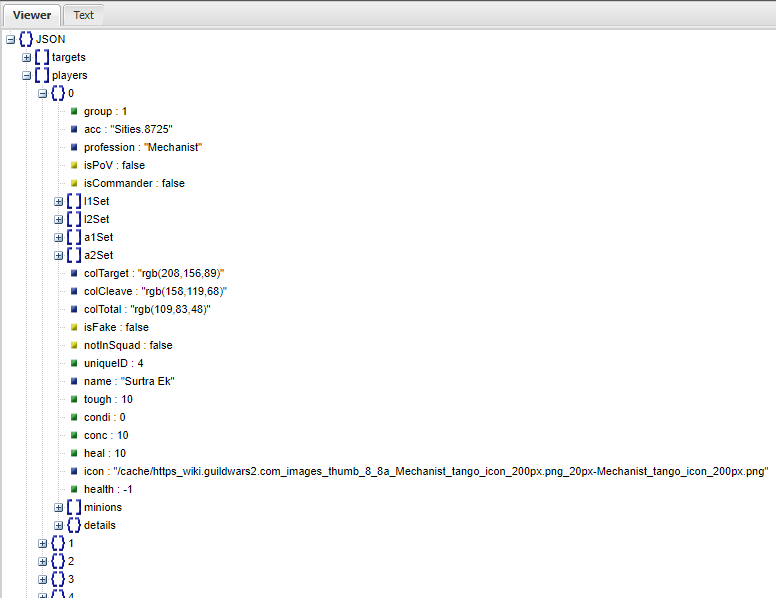 Viewer Text
JSON
targets
players
0
group : 1
acc : "Sities.8725"
profession : "Mechanist"
isPoV : false
isCommander : false
l1Set
l2Set
a1Set
a2Set
colTarget : "rgb(208,156,89)"
colCleave : "rgb(158,119,68)"
colTotal : "rgb(109,83,48)"
isFake : false
notInSquad : false
uniqueID : 4
name : "Surtra Ek"
tough : 10
condi : 0
conc : 10
heal : 10
icon : "/cache/https_wiki.guildwars2.com_images_thumb_8_8a_Mechanist_tango_icon_200px.png_20px-Mechanist_tango_icon_200px.png"
health : -1
minions
details
1
2
3
4